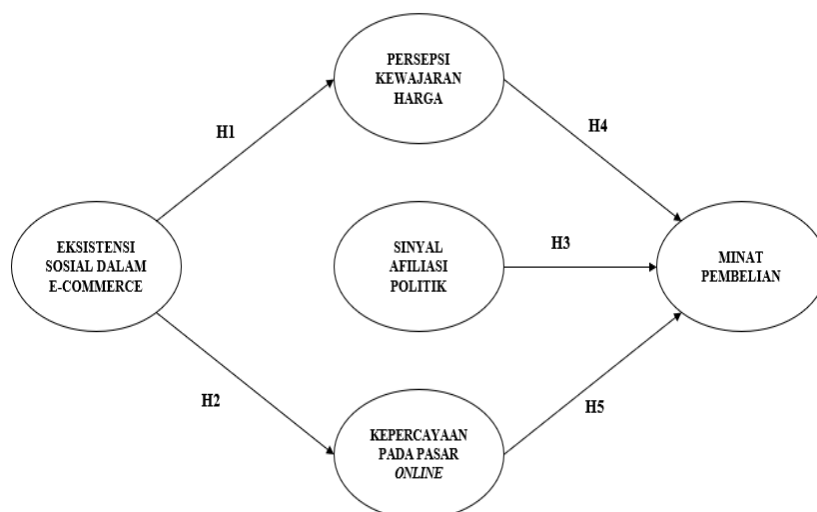 PERSEPSI
KEWAJARAN
HARGA
H1
H4
EKSISTENSI
SOSIAL DALAM
E-COMMERCE
SINYAL
AFILIASI
POLITIK
H3
MINAT
PEMBELIAN
H2
H5
KEPERCAYAAN
PADA PASAR
ONLINE